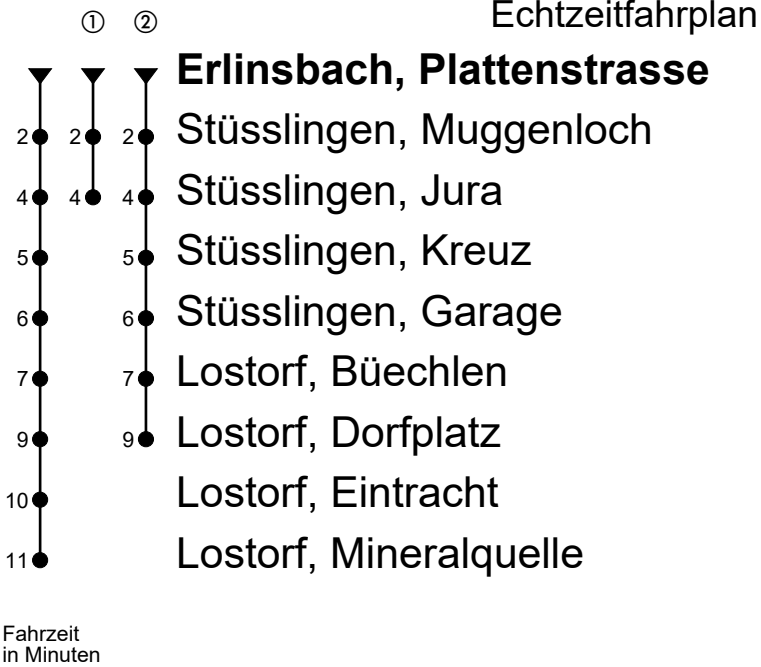 Echtzeitfahrplan
① ②
Erlinsbach, Plattenstrasse
2 2 2 Stüsslingen, Muggenloch
4 4 4 Stüsslingen, Jura
5 5 Stüsslingen, Kreuz
6 6 Stüsslingen, Garage
7 7 Lostorf, Büechlen
9 9 Lostorf, Dorfplatz
10 Lostorf, Eintracht
11 Lostorf, Mineralquelle
Fahrzeit
in Minuten